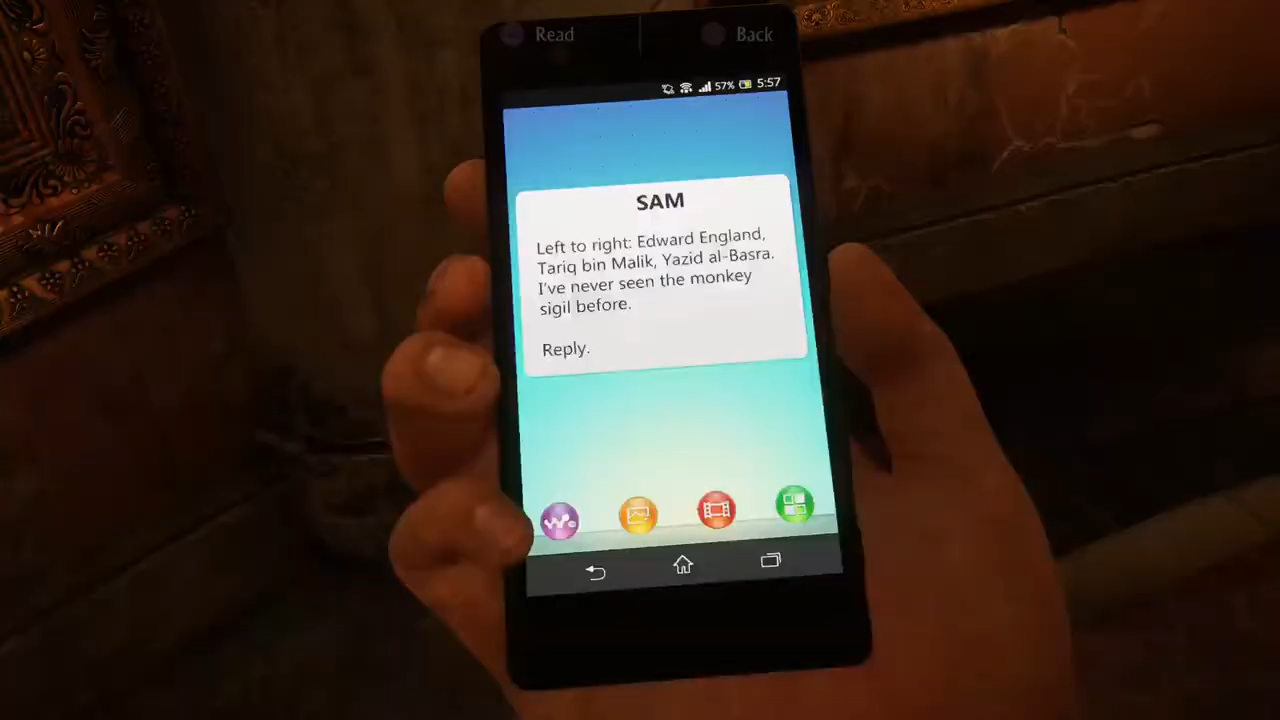 Read Back
57% 5:57
SAM
Left to right: Edward England,
Tariq bin Malik, Yazid al-Basra.
I've never seen the monkey
sigil before.
Reply.